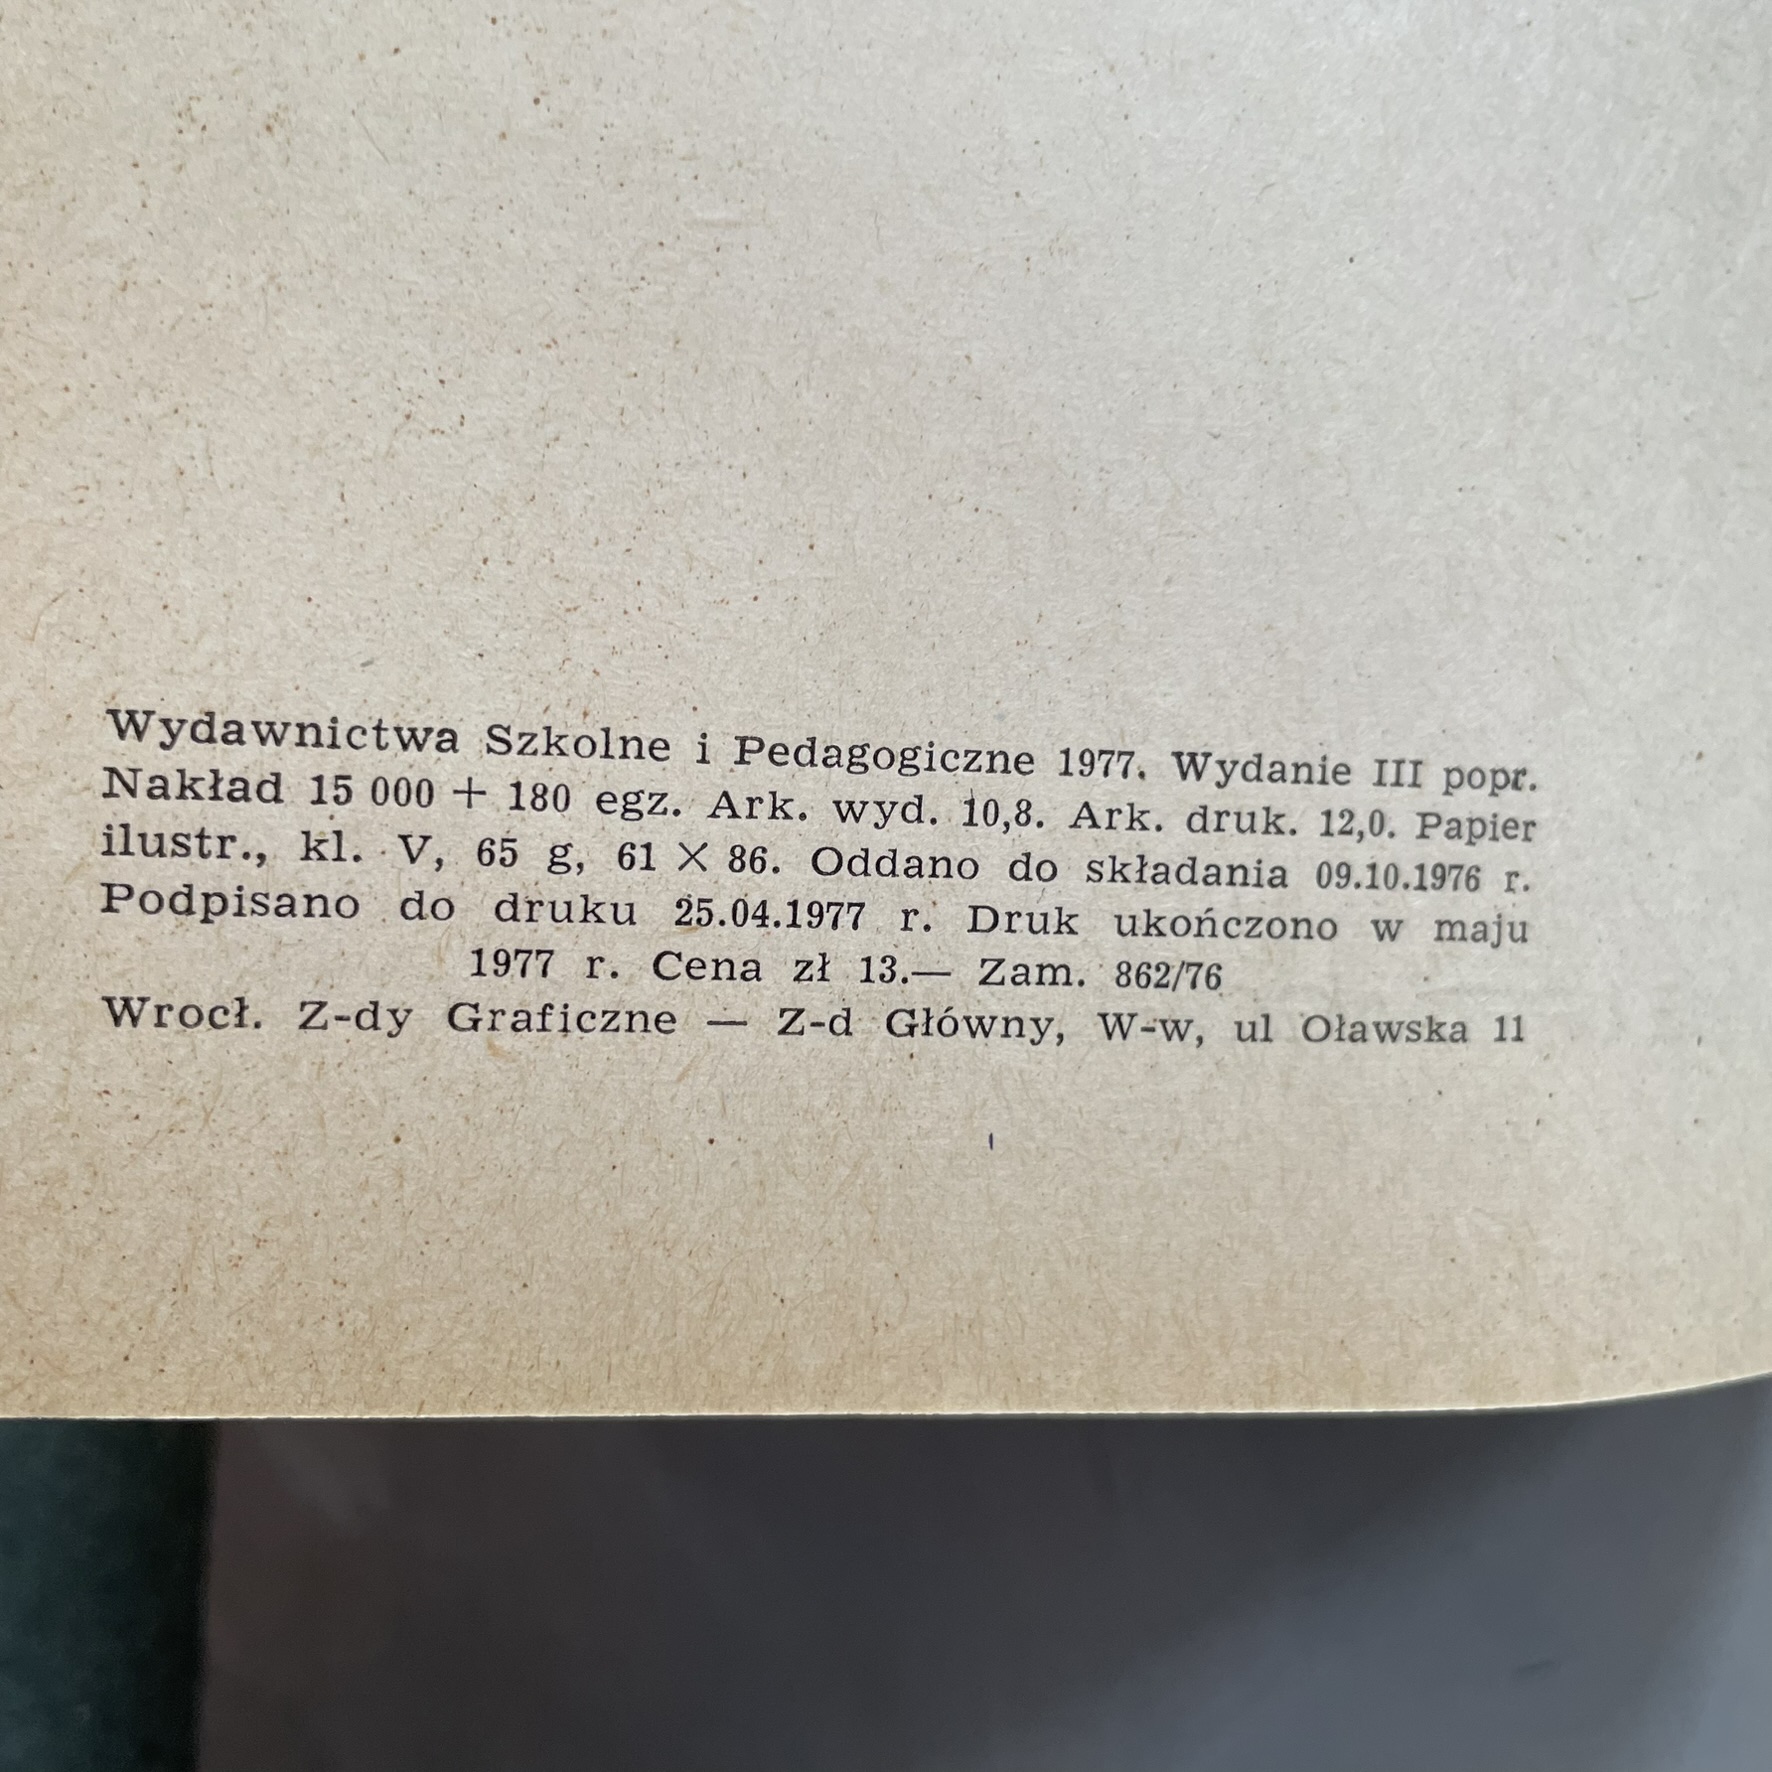 Wydawnictwa Szkolne i Pedagogiczne 1977. Wydanie III popr.
Nakład 15 000 + 180 egz. Ark. wyd. 10,8. Ark. druk. 12,0. Papier
ilustr., kl. V, 65 g, 61 × 86. Oddano do składania 09.10.1976 r.
Podpisano do druku 25.04.1977 r. Druk ukończono w maju
1977 r. Cena zł 13.— Zam. 862/76
Wrocł. Z-dy Graficzne — Z-d Główny, W-w, ul Oławska 11